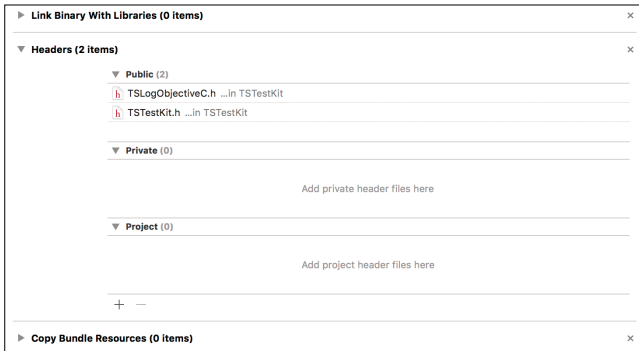 Link Binary With Libraries (0 items)
Headers (2 items)
Public (2)
TSLogObjectiveC.h ...in TSTestKit
TSTestKit.h ...in TSTestKit
Private (0)
Add private header files here
Project (0)
Add project header files here
Copy Bundle Resources (0 items)